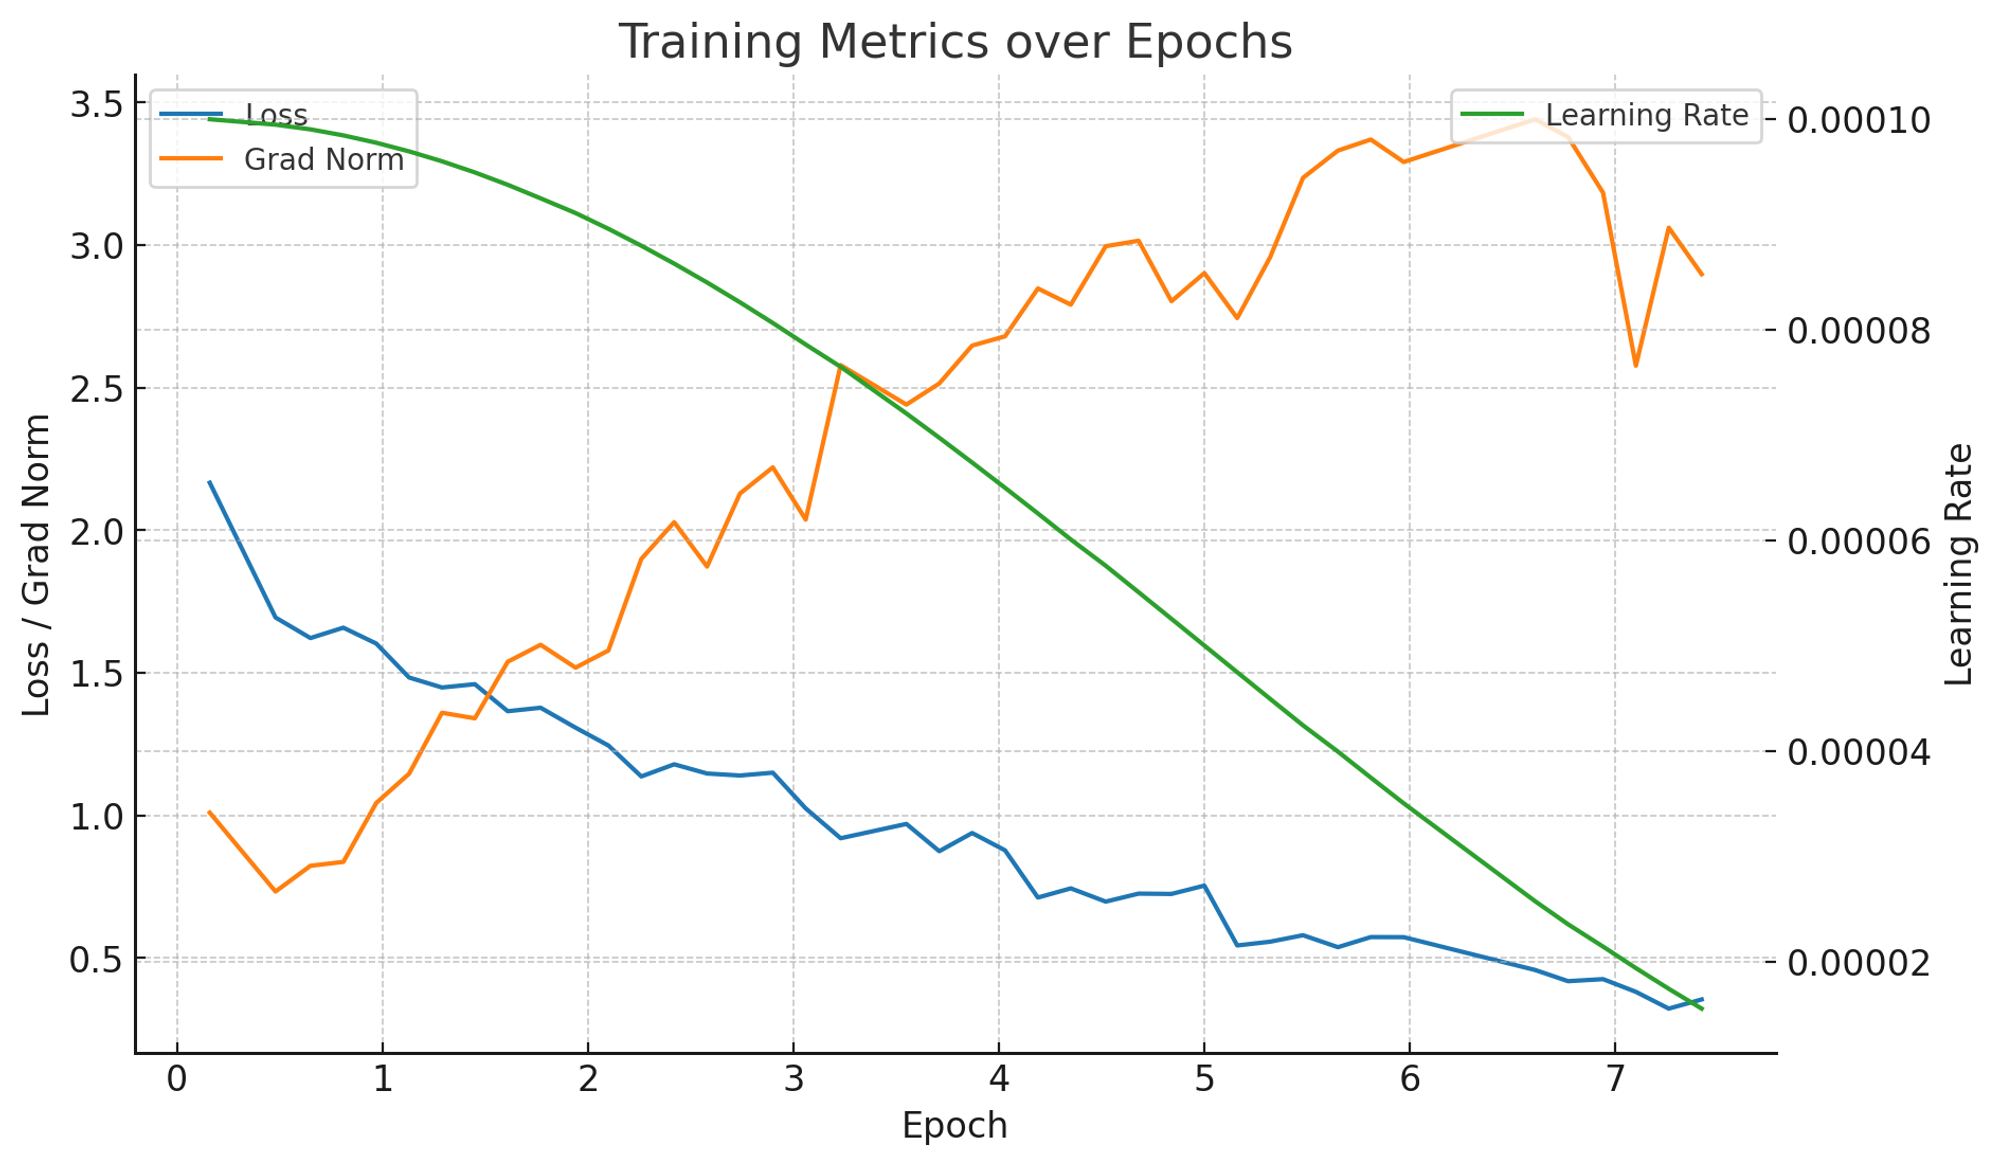 Training Metrics over Epochs
Loss
Grad Norm
Learning Rate
3.5
3.0
2.5
2.0
1.5
1.0
0.5
Loss / Grad Norm
0.00010
0.00008
0.00006
0.00004
0.00002
Learning Rate
0 1 2 3 4 5 6 7
Epoch